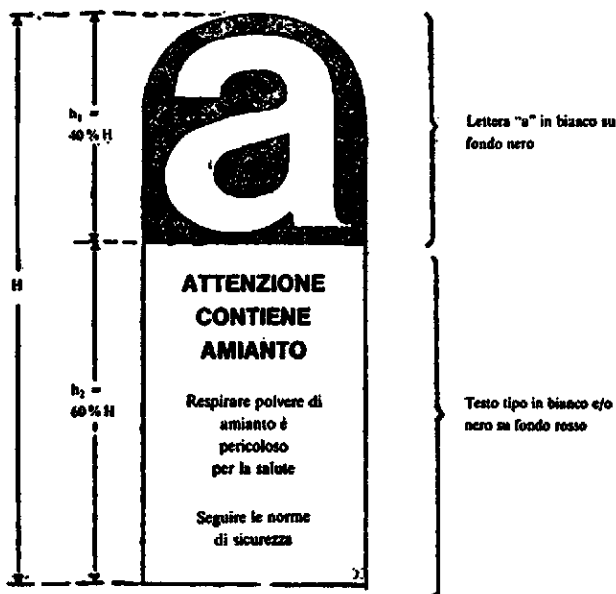 a
h₁ =
40 % H
Lettera "a" in bianco su
fondo nero
H
ATTENZIONE
CONTIENE
AMIANTO
h₂ =
60 % H
Respirare polvere di
amianto è
pericoloso
per la salute
Testo tipo in bianco e/o
nero su fondo rosso
Seguire le norme
di sicurezza